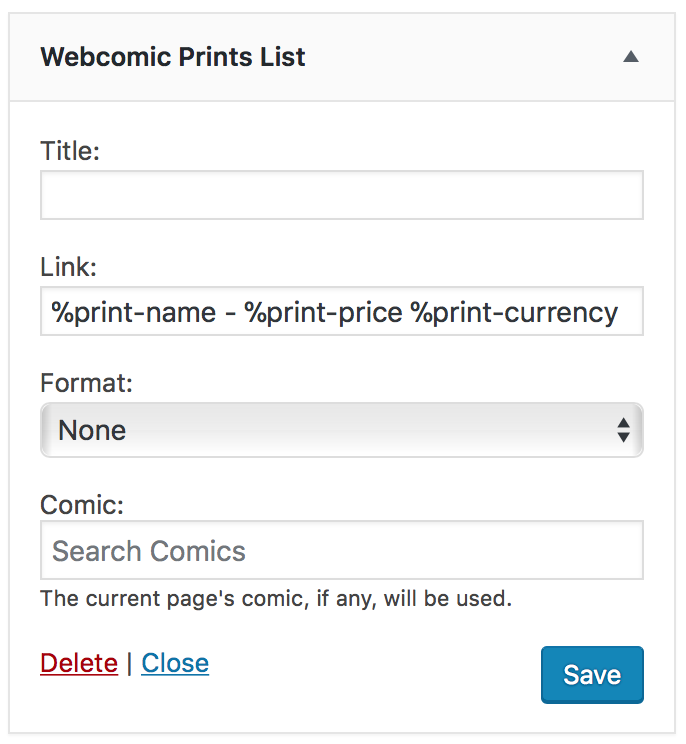 Webcomic Prints List
Title:
Link:
%print-name - %print-price %print-currency
Format:
None
Comic:
Search Comics
The current page's comic, if any, will be used.
Delete | Close
Save